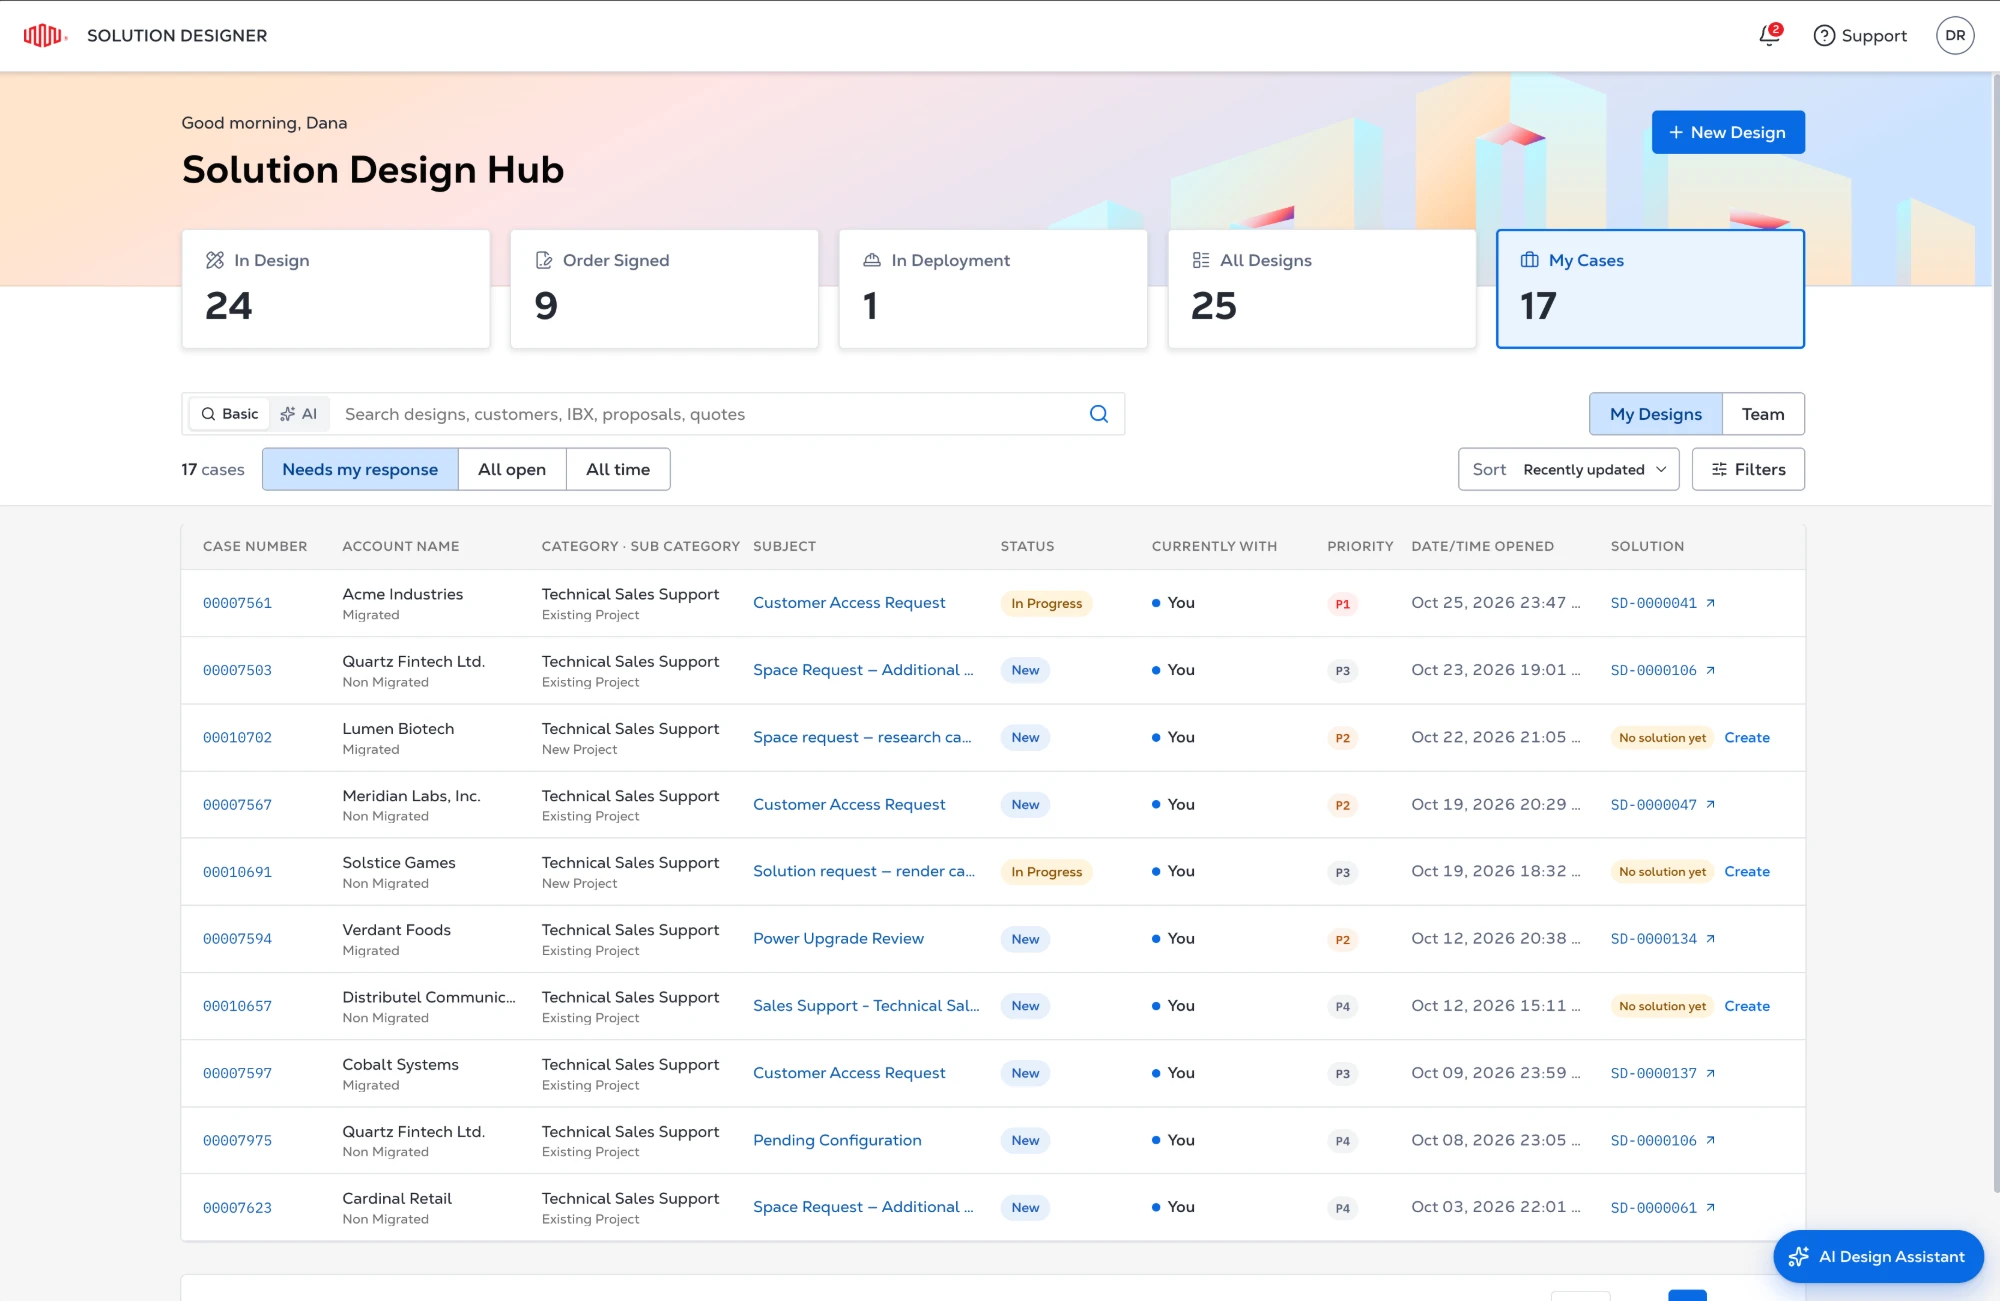 SOLUTION DESIGNER
2
Support
DR
Good morning, Dana
Solution Design Hub
New Design
In Design
24
Order Signed
9
In Deployment
1
All Designs
25
My Cases
17
Basic
AI
Search designs, customers, IBX, proposals, quotes
My Designs
Team
17 cases
Needs my response
All open
All time
Sort Recently updated
Filters
CASE NUMBER ACCOUNT NAME CATEGORY · SUB CATEGORY SUBJECT STATUS CURRENTLY WITH PRIORITY DATE/TIME OPENED SOLUTION
00007561 Acme Industries Technical Sales Support Customer Access Request In Progress You P1 Oct 25, 2026 23:47 ... SD-0000041
Migrated Existing Project
00007503 Quartz Fintech Ltd. Technical Sales Support Space Request – Additional ... New You P3 Oct 23, 2026 19:01 ... SD-0000106
Non Migrated Existing Project
00010702 Lumen Biotech Technical Sales Support Space request – research ca... New You P2 Oct 22, 2026 21:05 ... No solution yet Create
Migrated New Project
00007567 Meridian Labs, Inc. Technical Sales Support Customer Access Request New You P2 Oct 19, 2026 20:29 ... SD-0000047
Non Migrated Existing Project
00010691 Solstice Games Technical Sales Support Solution request – render ca... In Progress You P3 Oct 19, 2026 18:32 ... No solution yet Create
Non Migrated New Project
00007594 Verdant Foods Technical Sales Support Power Upgrade Review New You P2 Oct 12, 2026 20:38 ... SD-0000134
Migrated Existing Project
00010657 Distributel Communic... Technical Sales Support Sales Support - Technical Sal... New You P4 Oct 12, 2026 15:11 ... No solution yet Create
Non Migrated Existing Project
00007597 Cobalt Systems Technical Sales Support Customer Access Request New You P3 Oct 09, 2026 23:59 ... SD-0000137
Migrated Existing Project
00007975 Quartz Fintech Ltd. Technical Sales Support Pending Configuration New You P4 Oct 08, 2026 23:05 ... SD-0000106
Non Migrated Existing Project
00007623 Cardinal Retail Technical Sales Support Space Request – Additional ... New You P4 Oct 03, 2026 22:01 ... SD-0000061
Non Migrated Existing Project
AI Design Assistant